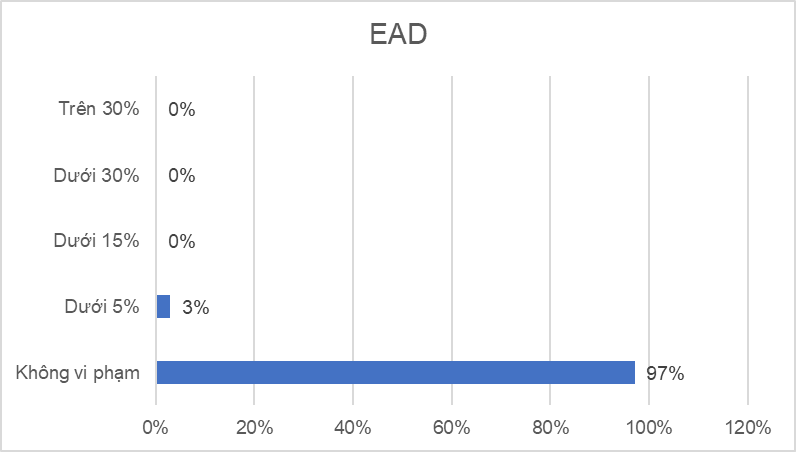 EAD
Trên 30%
0%
Dưới 30%
0%
Dưới 15%
0%
Dưới 5%
3%
Không vi phạm
97%
0% 20% 40% 60% 80% 100% 120%